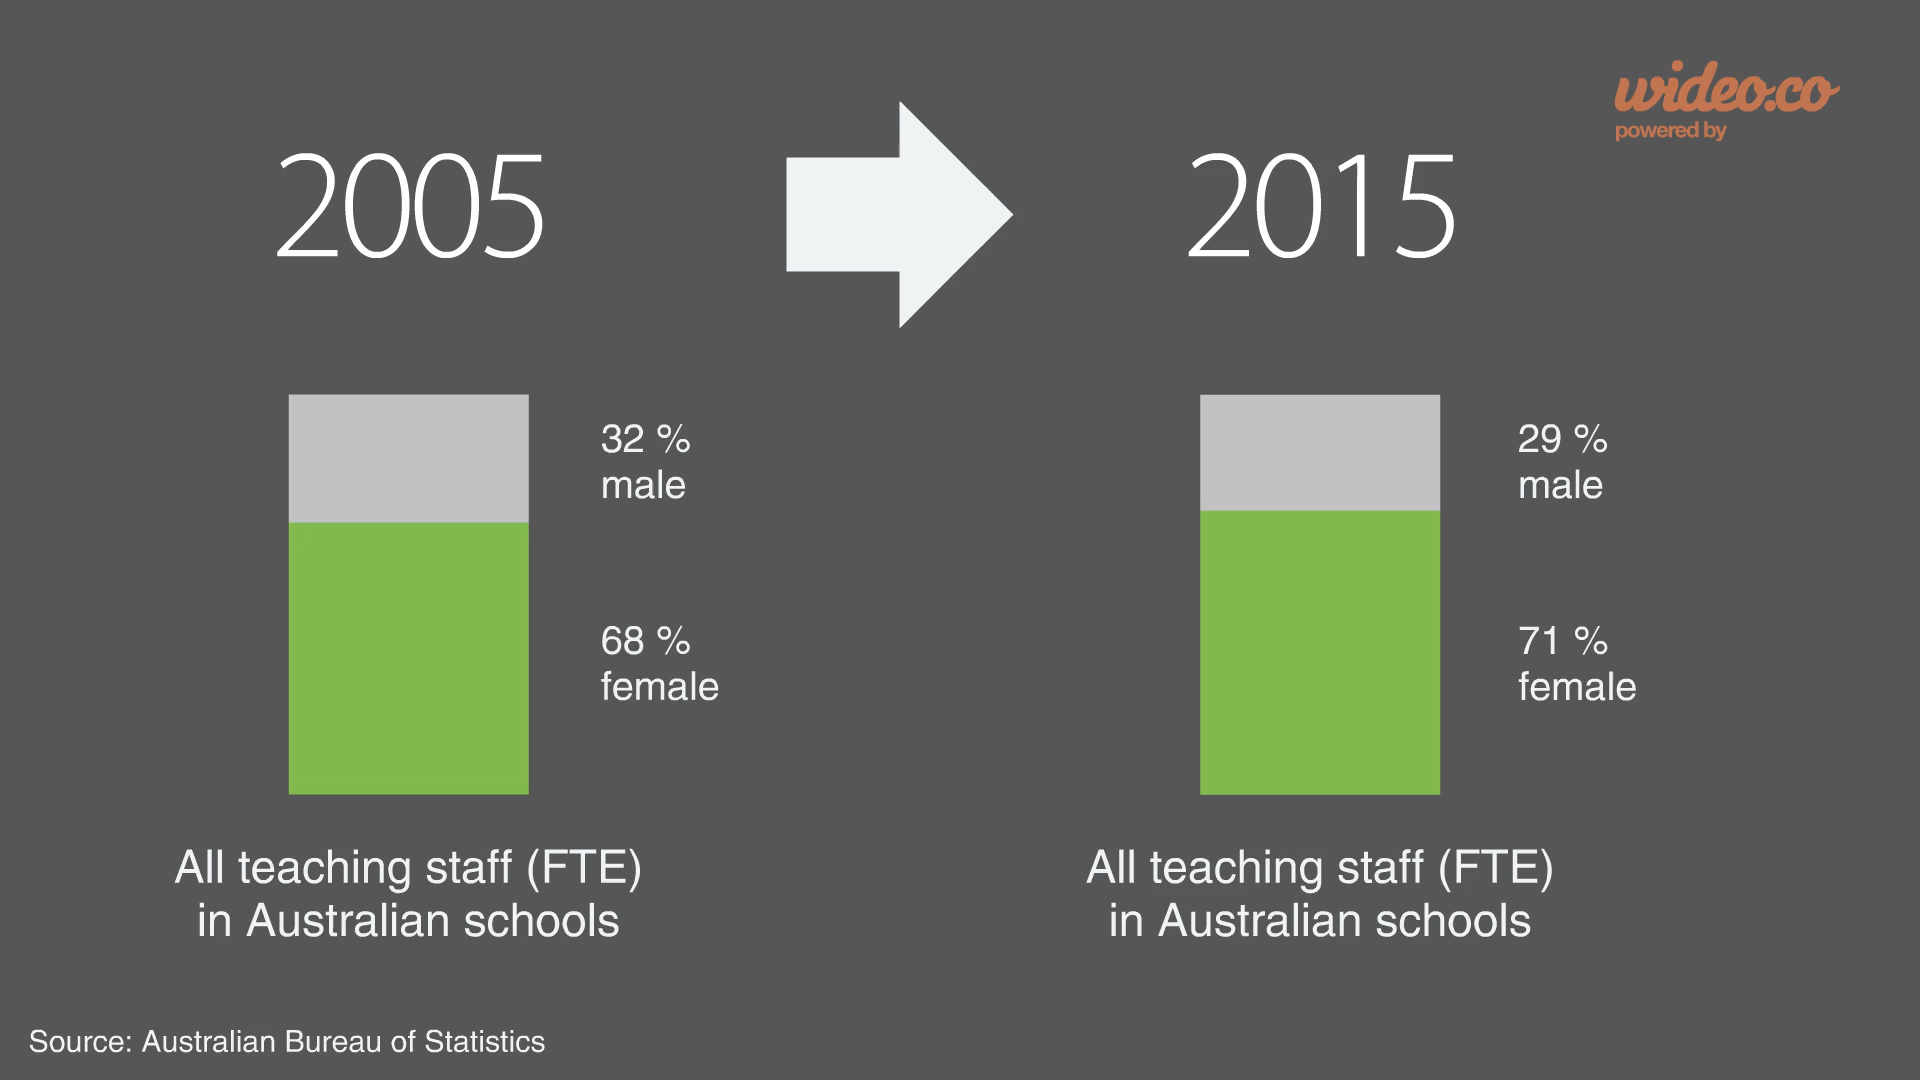 wideo.co
powered by
2005
2015
32 %
male
68 %
female
29 %
male
71 %
female
All teaching staff (FTE)
in Australian schools
All teaching staff (FTE)
in Australian schools
Source: Australian Bureau of Statistics